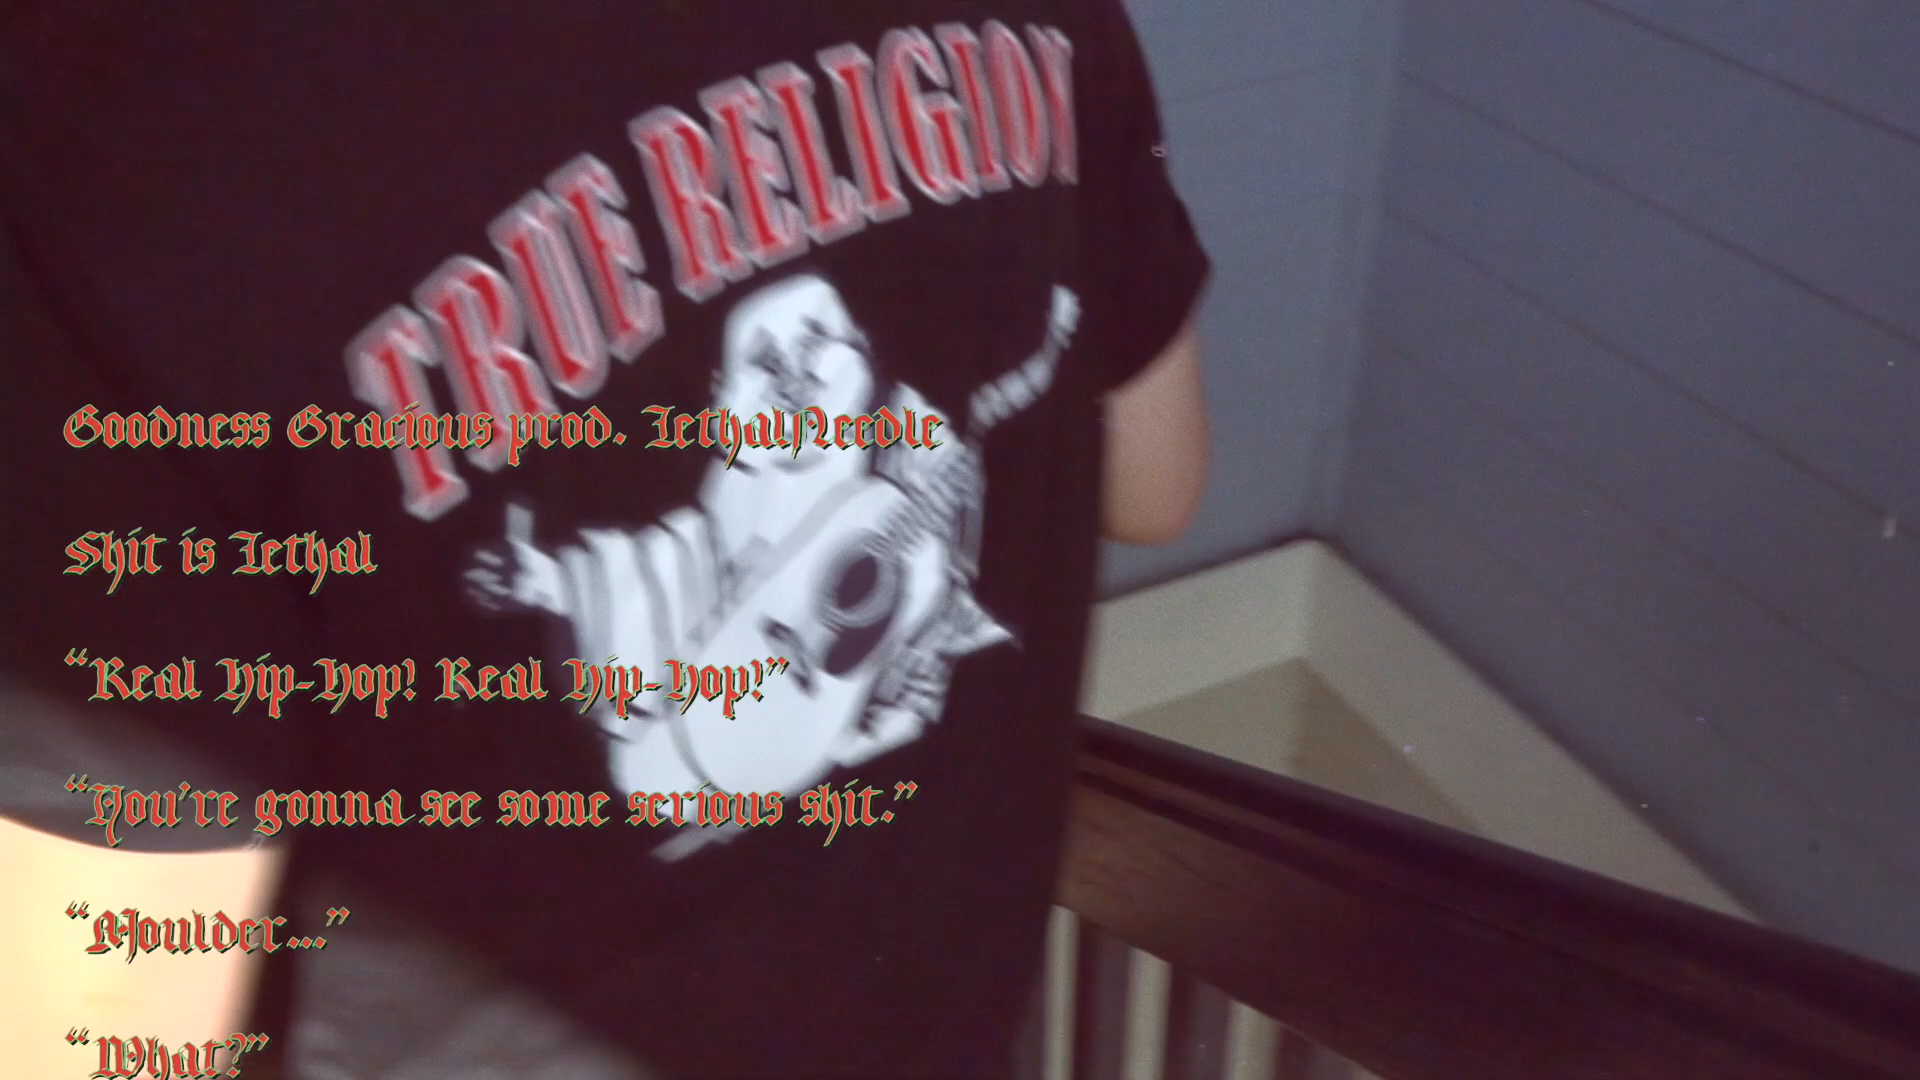 TRUE RELIGION
Goodness Gracious prod. LethalNeedle
Shit is Lethal
“Real Hip-Hop! Real Hip-Hop!”
“You’re gonna see some serious shit.”
“Moulder...”
“What?”